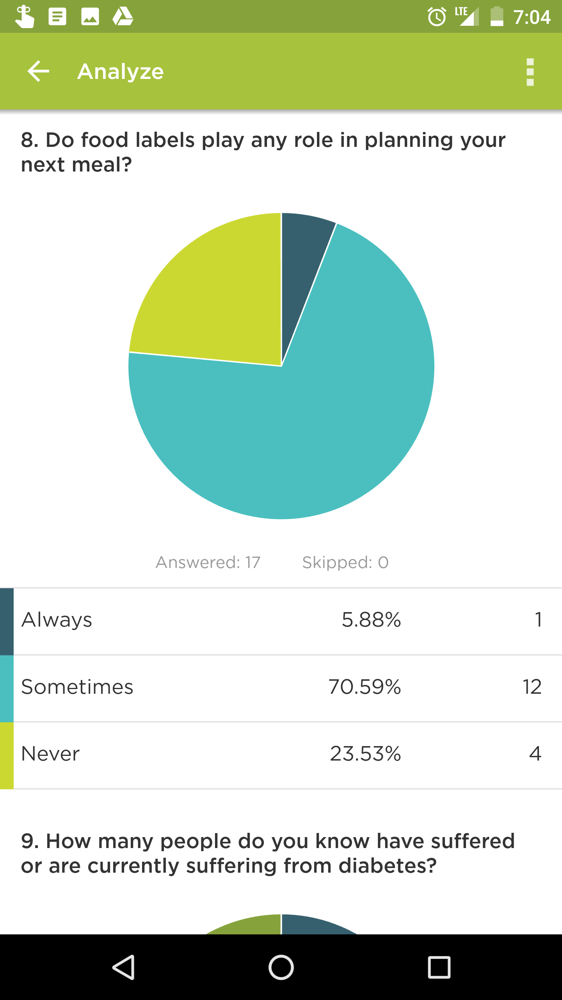 LTE 7:04
Analyze
8. Do food labels play any role in planning your
next meal?
Answered: 17 Skipped: 0
Always 5.88% 1
Sometimes 70.59% 12
Never 23.53% 4
9. How many people do you know have suffered
or are currently suffering from diabetes?